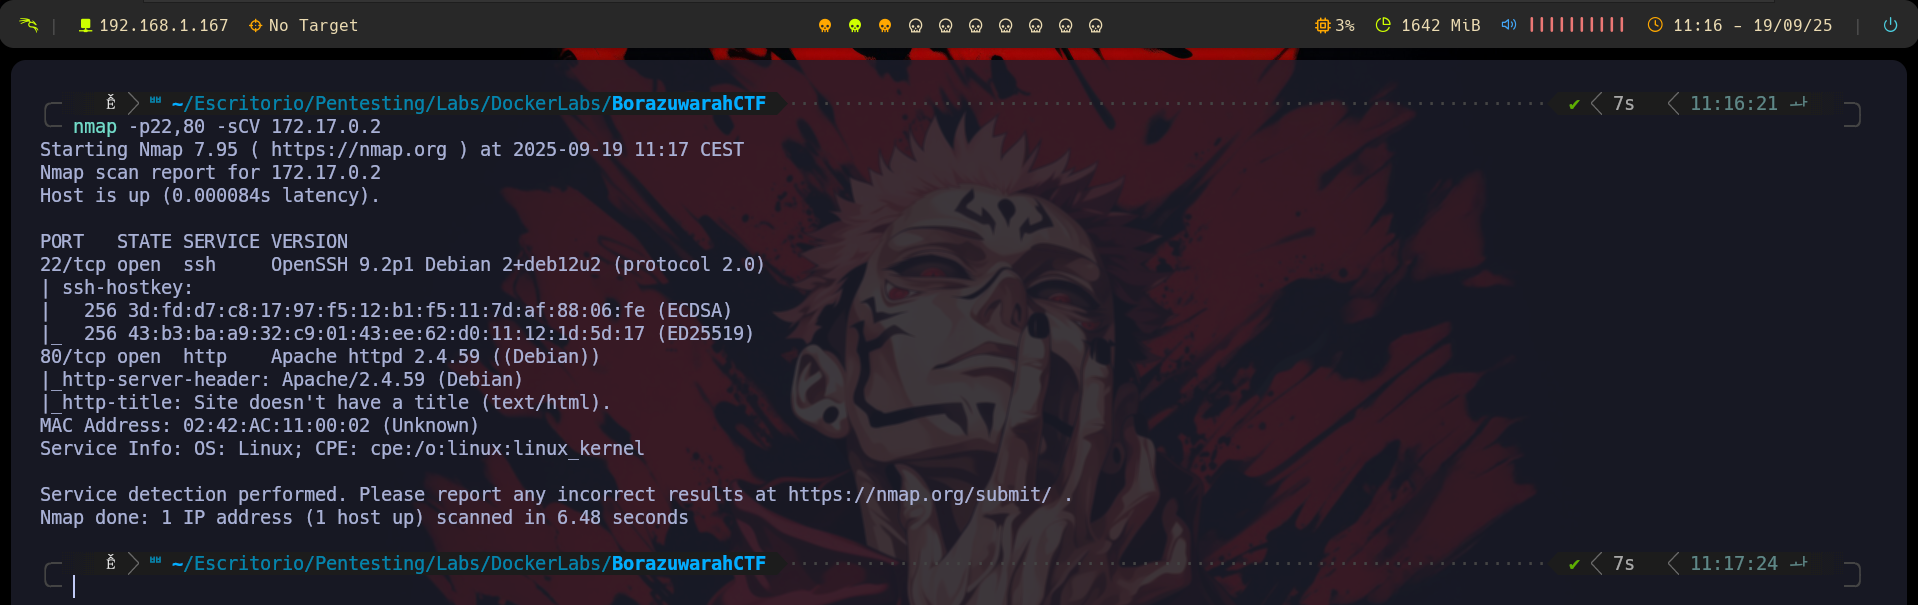 192.168.1.167 No Target 3% 1642 MiB 11:16 - 19/09/25
~/Escritorio/Pentesting/Labs/DockerLabs/BorazuwarahCTF 7s 11:16:21
nmap -p22,80 -sCV 172.17.0.2
Starting Nmap 7.95 ( https://nmap.org ) at 2025-09-19 11:17 CEST
Nmap scan report for 172.17.0.2
Host is up (0.000084s latency).
PORT   STATE SERVICE VERSION
22/tcp open  ssh     OpenSSH 9.2p1 Debian 2+deb12u2 (protocol 2.0)
| ssh-hostkey:
|   256 3d:fd:d7:c8:17:97:f5:12:b1:f5:11:7d:af:88:06:fe (ECDSA)
|_  256 43:b3:ba:a9:32:c9:01:43:ee:62:d0:11:12:1d:5d:17 (ED25519)
80/tcp open  http    Apache httpd 2.4.59 ((Debian))
|_http-server-header: Apache/2.4.59 (Debian)
|_http-title: Site doesn't have a title (text/html).
MAC Address: 02:42:AC:11:00:02 (Unknown)
Service Info: OS: Linux; CPE: cpe:/o:linux:linux_kernel
Service detection performed. Please report any incorrect results at https://nmap.org/submit/ .
Nmap done: 1 IP address (1 host up) scanned in 6.48 seconds
~/Escritorio/Pentesting/Labs/DockerLabs/BorazuwarahCTF 7s 11:17:24